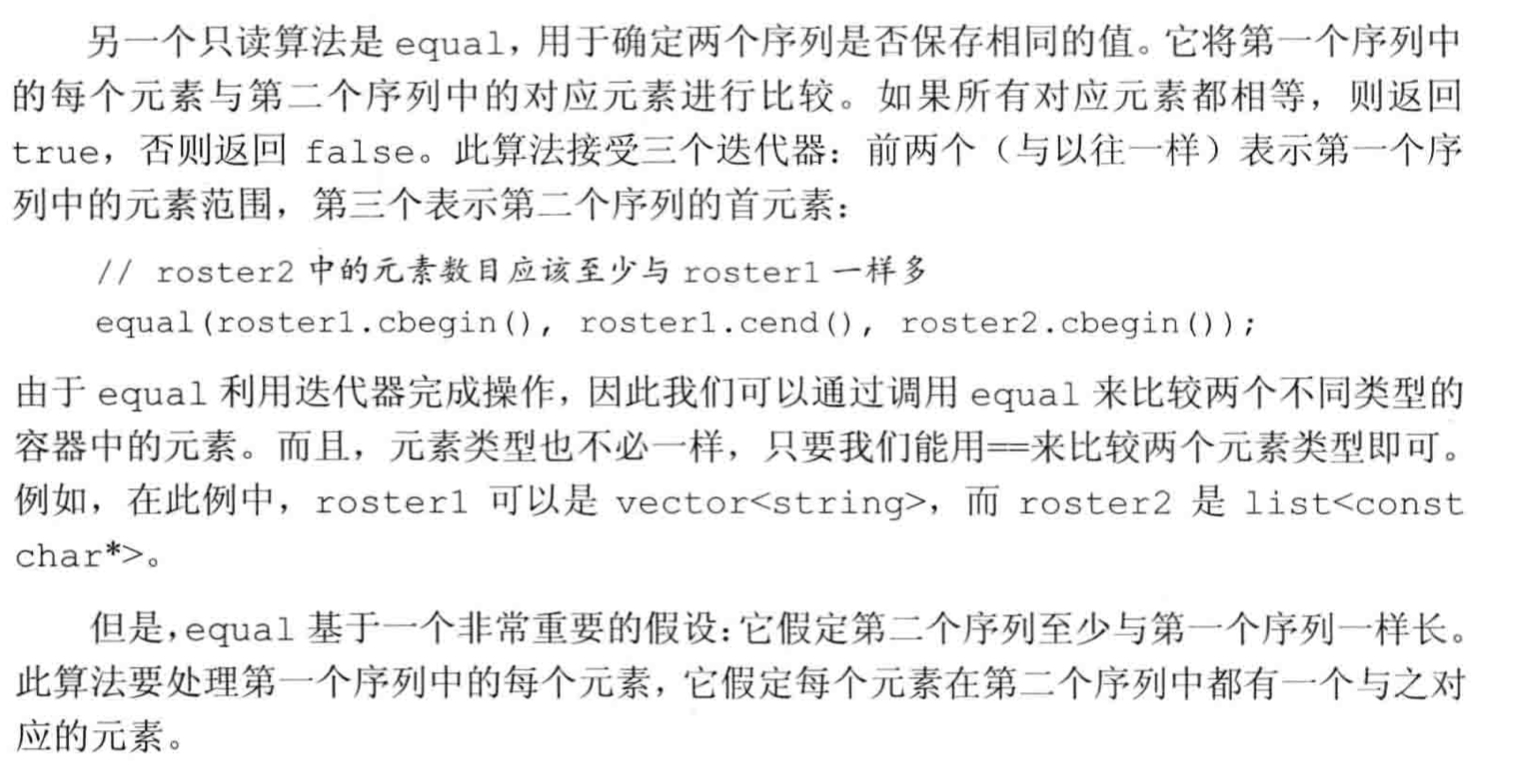 另一个只读算法是 equal，用于确定两个序列是否保存相同的值。它将第一个序列中
的每个元素与第二个序列中的对应元素进行比较。如果所有对应元素都相等，则返回
true，否则返回 false。此算法接受三个迭代器：前两个（与以往一样）表示第一个序
列中的元素范围，第三个表示第二个序列的首元素：
// roster2 中的元素数目应该至少与 roster1 一样多
equal(roster1.cbegin(), roster1.cend(), roster2.cbegin());
由于 equal 利用迭代器完成操作，因此我们可以通过调用 equal 来比较两个不同类型的
容器中的元素。而且，元素类型也不必一样，只要我们能用==来比较两个元素类型即可。
例如，在此例中，roster1 可以是 vector<string>，而 roster2 是 list<const
char*>。
但是，equal 基于一个非常重要的假设：它假定第二个序列至少与第一个序列一样长。
此算法要处理第一个序列中的每个元素，它假定每个元素在第二个序列中都有一个与之对
应的元素。